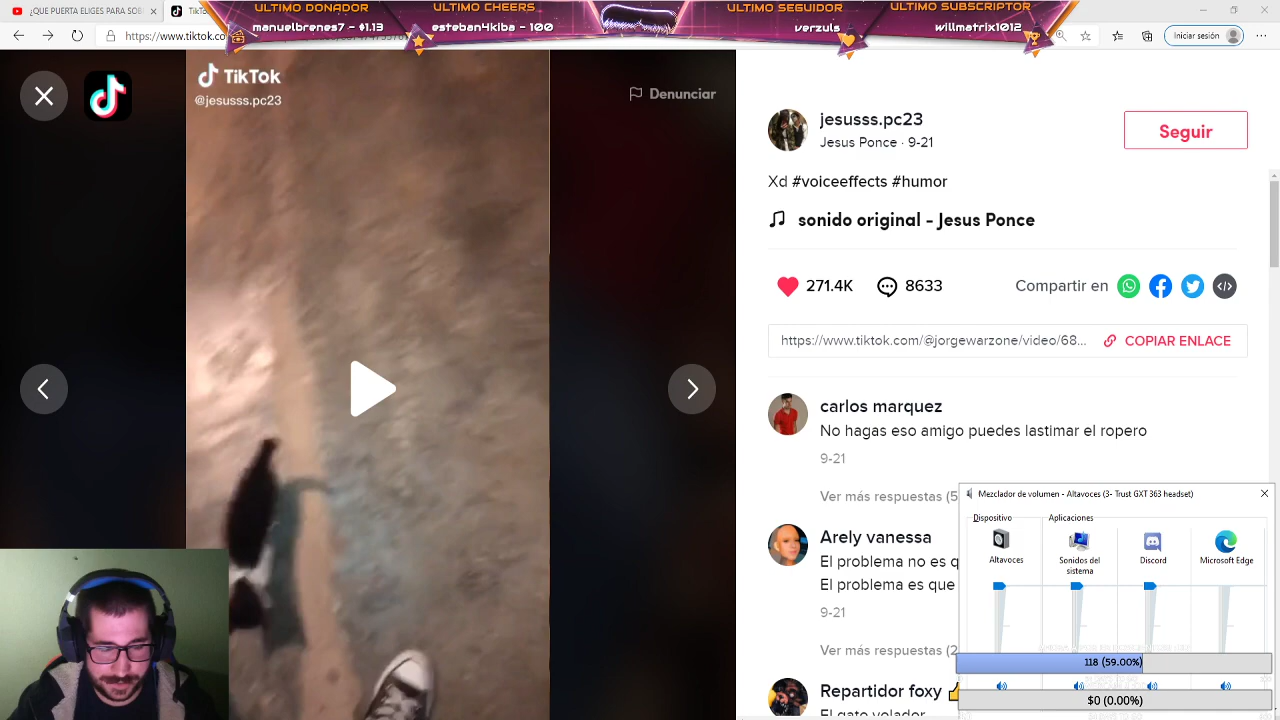 ¡QUE PUERTA ELIGES PARA SOB
TikT
ULTIMO DONADOR
manuelbrenes7 - $1.13
ULTIMO CHEERS
esteban4kiba - 100
ULTIMO SEGUIDOR
verzuls
ULTIMO SUBSCRIPTOR
willmatrix1012
https://www.tiktok.co
Iniciar sesión
TikTok
@jesusss.pc23
Denunciar
jesusss.pc23
Jesus Ponce · 9-21
Seguir
Xd #voiceeffects #humor
sonido original - Jesus Ponce
271.4K
8633
Compartir en
https://www.tiktok.com/@jorgewarzone/video/68...
COPIAR ENLACE
carlos marquez
No hagas eso amigo puedes lastimar el ropero
9-21
Ver más respuestas (5
Arely vanessa
El problema no es q
El problema es que
9-21
Ver más respuestas (2
Repartidor foxy 👍
El gato volador
Mezclador de volumen - Altavoces (3- Trust GXT 363 headset)
Dispositivo
Aplicaciones
Altavoces
Sonidos del sistema
Discord
Microsoft Edge
118 (59.00%)
$0 (0.00%)